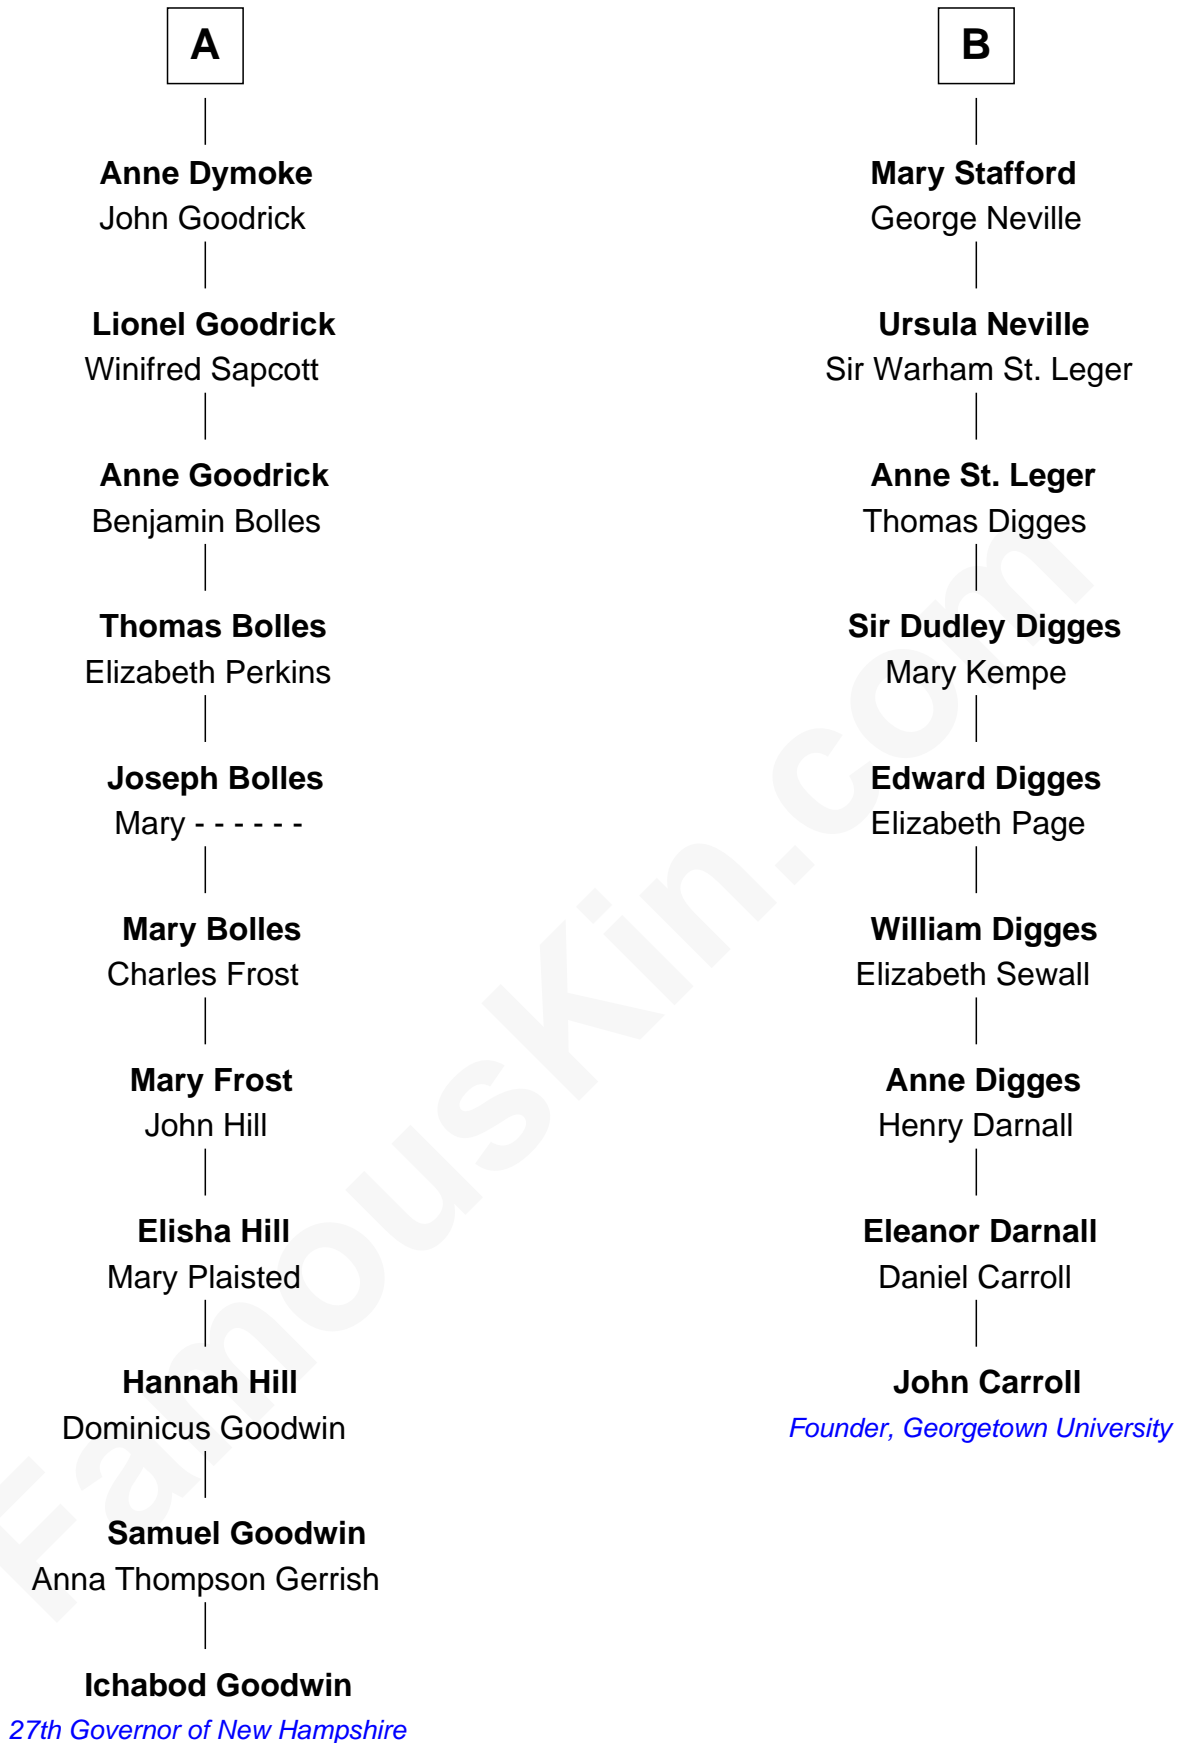 A
Anne Dymoke
John Goodrick
Lionel Goodrick
Winifred Sapcott
Anne Goodrick
Benjamin Bolles
Thomas Bolles
Elizabeth Perkins
Joseph Bolles
Mary - - - - - -
Mary Bolles
Charles Frost
Mary Frost
John Hill
Elisha Hill
Mary Plaisted
Hannah Hill
Dominicus Goodwin
Samuel Goodwin
Anna Thompson Gerrish
Ichabod Goodwin
27th Governor of New Hampshire
B
Mary Stafford
George Neville
Ursula Neville
Sir Warham St. Leger
Anne St. Leger
Thomas Digges
Sir Dudley Digges
Mary Kempe
Edward Digges
Elizabeth Page
William Digges
Elizabeth Sewall
Anne Digges
Henry Darnall
Eleanor Darnall
Daniel Carroll
John Carroll
Founder, Georgetown University
FamousKin.com